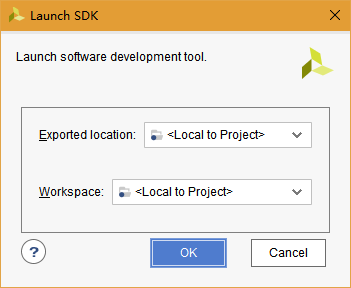 Launch SDK
Launch software development tool.
Exported location: <Local to Project>
Workspace: <Local to Project>
? OK Cancel